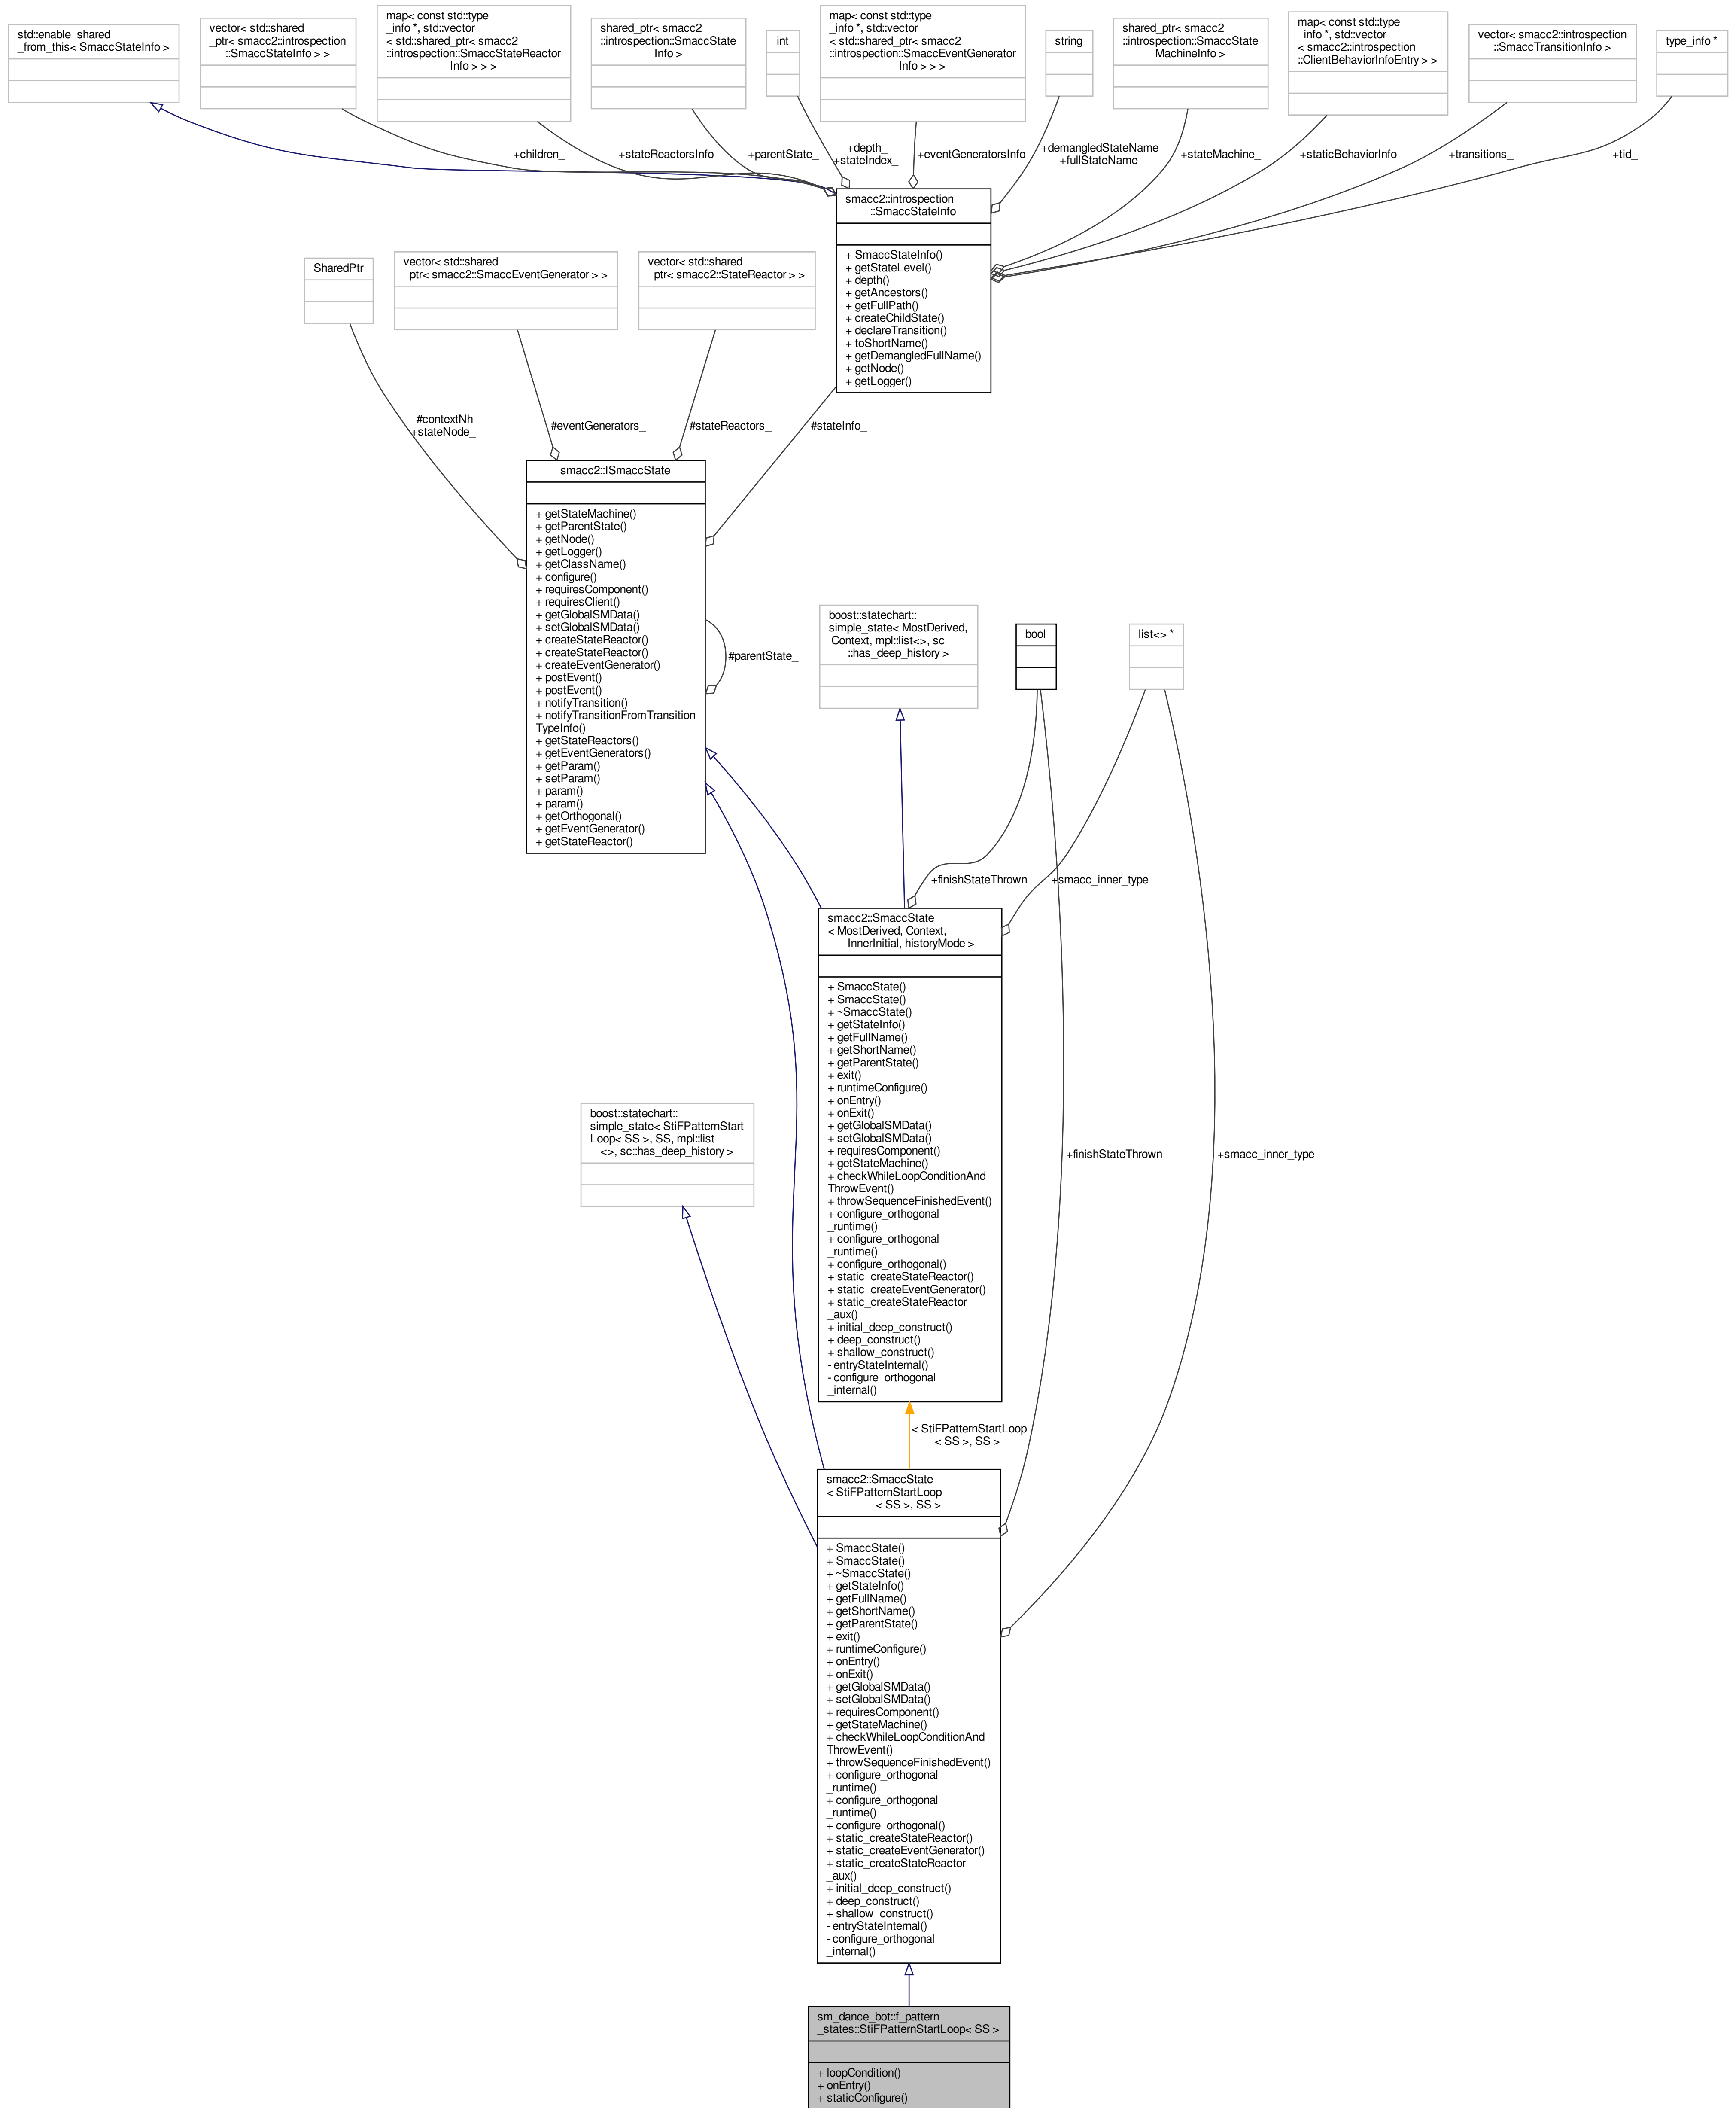 std::enable_shared
_from_this< SmaccStateInfo >
vector< std::shared
_ptr< smacc2::introspection
::SmaccStateInfo > >
map< const std::type
_info *, std::vector
< std::shared_ptr< smacc2
::introspection::SmaccStateReactor
Info > > >
shared_ptr< smacc2
::introspection::SmaccState
Info >
int
map< const std::type
_info *, std::vector
< std::shared_ptr< smacc2
::introspection::SmaccEventGenerator
Info > > >
string
shared_ptr< smacc2
::introspection::SmaccState
MachineInfo >
map< const std::type
_info *, std::vector
< smacc2::introspection
::ClientBehaviorInfoEntry > >
vector< smacc2::introspection
::SmaccTransitionInfo >
type_info *
+children_
+stateReactorsInfo
+parentState_
+depth_
+stateIndex_
+eventGeneratorsInfo
+demangledStateName
+fullStateName
+stateMachine_
+staticBehaviorInfo
+transitions_
+tid_
smacc2::introspection
::SmaccStateInfo
+ SmaccStateInfo()
+ getStateLevel()
+ depth()
+ getAncestors()
+ getFullPath()
+ createChildState()
+ declareTransition()
+ toShortName()
+ getDemangledFullName()
+ getNode()
+ getLogger()
SharedPtr
vector< std::shared
_ptr< smacc2::SmaccEventGenerator > >
vector< std::shared
_ptr< smacc2::StateReactor > >
#contextNh
+stateNode_
#eventGenerators_
#stateReactors_
#stateInfo_
smacc2::ISmaccState
+ getStateMachine()
+ getParentState()
+ getNode()
+ getLogger()
+ getClassName()
+ configure()
+ requiresComponent()
+ requiresClient()
+ getGlobalSMData()
+ setGlobalSMData()
+ createStateReactor()
+ createStateReactor()
+ createEventGenerator()
+ postEvent()
+ postEvent()
+ notifyTransition()
+ notifyTransitionFromTransition
TypeInfo()
+ getStateReactors()
+ getEventGenerators()
+ getParam()
+ setParam()
+ param()
+ param()
+ getOrthogonal()
+ getEventGenerator()
+ getStateReactor()
#parentState_
boost::statechart::
simple_state< MostDerived,
Context, mpl::list<>, sc
::has_deep_history >
bool
list<> *
+finishStateThrown
+smacc_inner_type
smacc2::SmaccState
< MostDerived, Context,
InnerInitial, historyMode >
+ SmaccState()
+ SmaccState()
+ ~SmaccState()
+ getStateInfo()
+ getFullName()
+ getShortName()
+ getParentState()
+ exit()
+ runtimeConfigure()
+ onEntry()
+ onExit()
+ getGlobalSMData()
+ setGlobalSMData()
+ requiresComponent()
+ getStateMachine()
+ checkWhileLoopConditionAnd
ThrowEvent()
+ throwSequenceFinishedEvent()
+ configure_orthogonal
_runtime()
+ configure_orthogonal
_runtime()
+ configure_orthogonal()
+ static_createStateReactor()
+ static_createEventGenerator()
+ static_createStateReactor
_aux()
+ initial_deep_construct()
+ deep_construct()
+ shallow_construct()
- entryStateInternal()
- configure_orthogonal
_internal()
boost::statechart::
simple_state< StiFPatternStart
Loop< SS >, SS, mpl::list
<>, sc::has_deep_history >
+finishStateThrown
+smacc_inner_type
< StiFPatternStartLoop
< SS >, SS >
smacc2::SmaccState
< StiFPatternStartLoop
< SS >, SS >
+ SmaccState()
+ SmaccState()
+ ~SmaccState()
+ getStateInfo()
+ getFullName()
+ getShortName()
+ getParentState()
+ exit()
+ runtimeConfigure()
+ onEntry()
+ onExit()
+ getGlobalSMData()
+ setGlobalSMData()
+ requiresComponent()
+ getStateMachine()
+ checkWhileLoopConditionAnd
ThrowEvent()
+ throwSequenceFinishedEvent()
+ configure_orthogonal
_runtime()
+ configure_orthogonal
_runtime()
+ configure_orthogonal()
+ static_createStateReactor()
+ static_createEventGenerator()
+ static_createStateReactor
_aux()
+ initial_deep_construct()
+ deep_construct()
+ shallow_construct()
- entryStateInternal()
- configure_orthogonal
_internal()
sm_dance_bot::f_pattern
_states::StiFPatternStartLoop< SS >
+ loopCondition()
+ onEntry()
+ staticConfigure()